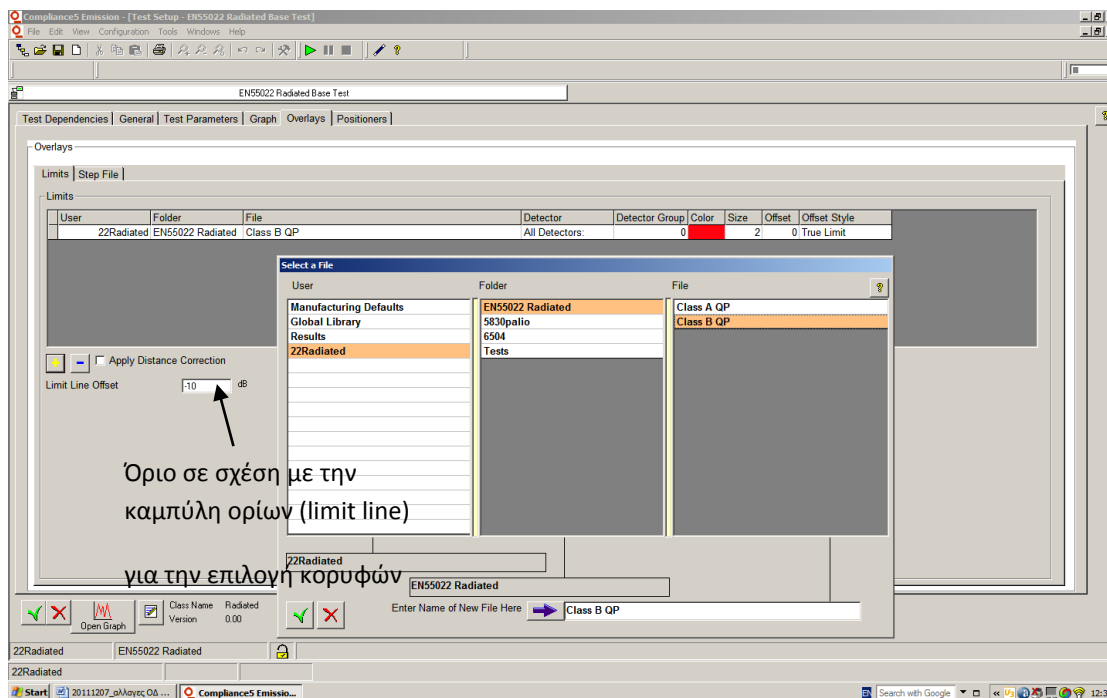 Compliance5 Emission - [Test Setup - EN55022 Radiated Base Test]
File Edit View Configuration Tools Windows Help
EN55022 Radiated Base Test
Test Dependencies General Test Parameters Graph Overlays Positioners
Overlays
Limits Step File
Limits
User Folder File Detector Detector Group Color Size Offset Offset Style
22Radiated EN55022 Radiated Class B QP All Detectors: 0 2 0 True Limit
Select a File
User Folder File
Manufacturing Defaults EN55022 Radiated Class A QP
Global Library 5830palio Class B QP
Results 6504
22Radiated Tests
Apply Distance Correction
Limit Line Offset -10 dB
Όριο σε σχέση με την
καμπύλη ορίων (limit line)
για την επιλογή κορυφών
22Radiated
EN55022 Radiated
Enter Name of New File Here Class B QP
Open Graph
Class Name Radiated
Version 0.00
22Radiated EN55022 Radiated
22Radiated
Start 20111207_αλλαγες ΟΔ ... Compliance5 Emissio... EN Search with Google